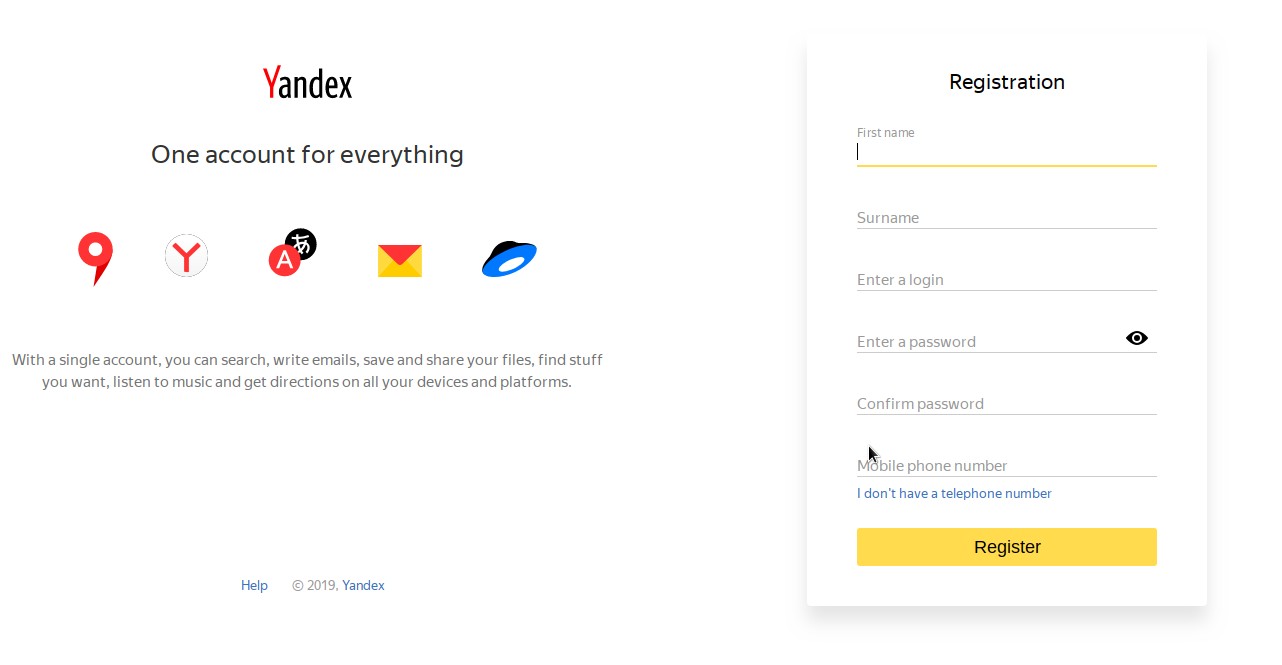 Yandex
One account for everything
A あ
With a single account, you can search, write emails, save and share your files, find stuff
you want, listen to music and get directions on all your devices and platforms.
Help © 2019, Yandex
Registration
First name
Surname
Enter a login
Enter a password
Confirm password
Mobile phone number
I don't have a telephone number
Register